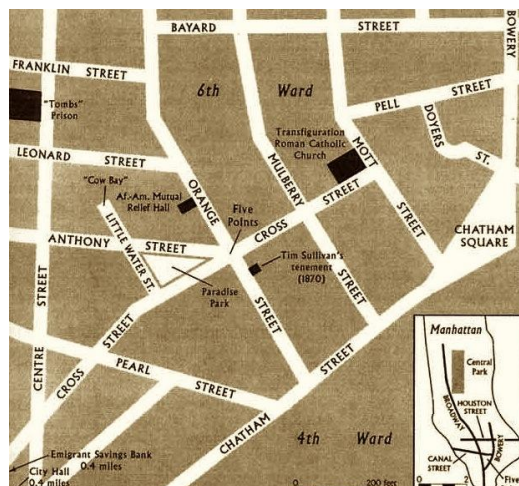 BAYARD STREET
BOWERY
FRANKLIN STREET
6th Ward
PELL STREET
"Tombs"
Prison
DOYERS ST.
Transfiguration
Roman Catholic
Church
MOTT STREET
MULBERRY STREET
LEONARD STREET
"Cow Bay"
Af.-Am. Mutual
Relief Hall
ORANGE STREET
Five
Points
CROSS STREET
CHATHAM
SQUARE
ANTHONY STREET
LITTLE WATER ST.
Tim Sullivan's
tenement
(1870)
Paradise
Park
CENTRE STREET
CROSS STREET
PEARL STREET
CHATHAM STREET
4th Ward
Emigrant Savings Bank
0.4 miles
City Hall
0.4 miles
0 200 feet
Manhattan
Central
Park
BROADWAY
HOUSTON
STREET
BOWERY
CANAL
STREET
0 2
Five